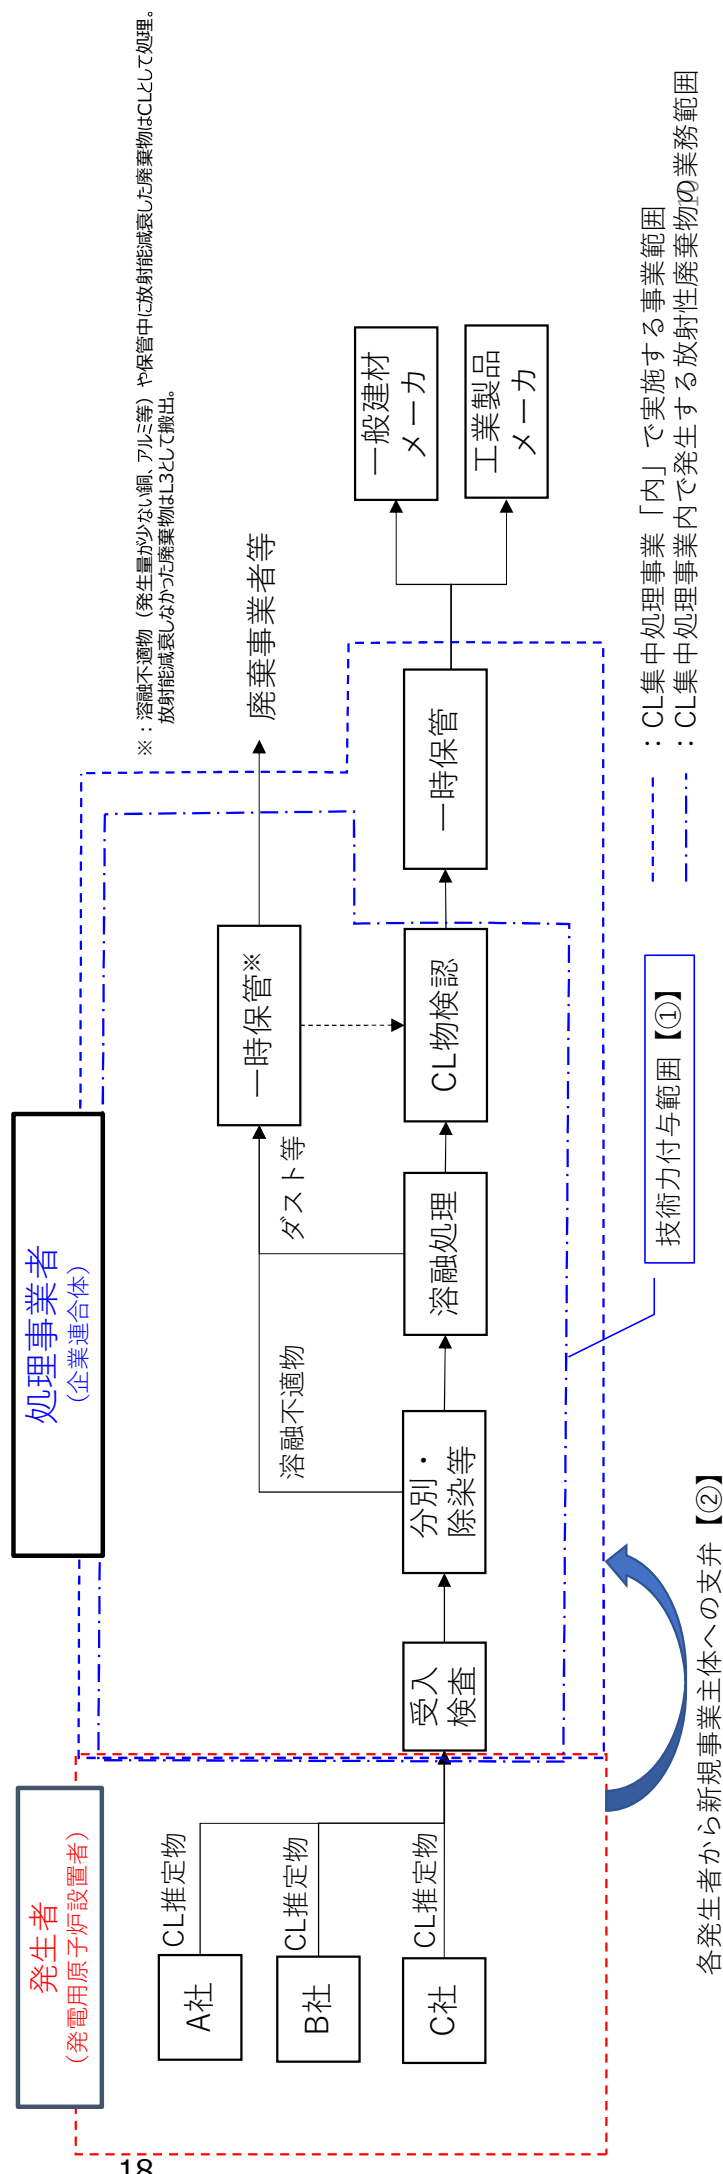 発生者
（発電用原子炉設置者）
処理事業者
（企業連合体）
※：溶融不適物（発生量が少ない銅、アルミ等）や保管中に放射能減衰した廃棄物はCLとして処理。
放射能減衰しなかった廃棄物はL3として搬出。
A社
CL推定物
B社
CL推定物
C社
CL推定物
受入
検査
分別・
除染等
溶融不適物
溶融処理
ダスト等
一時保管※
廃棄事業者等
CL物検認
一時保管
一般建材
メーカ
工業製品
メーカ
技術力付与範囲【①】
：CL集中処理事業「内」で実施する事業範囲
：CL集中処理事業内で発生する放射性廃棄物の業務範囲
各発生者から新規事業主体への支弁【②】
18